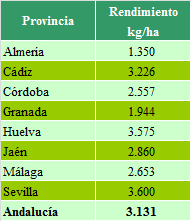 Provincia Rendimiento
kg/ha
Almería 1.350
Cádiz 3.226
Córdoba 2.557
Granada 1.944
Huelva 3.575
Jaén 2.860
Málaga 2.653
Sevilla 3.600
Andalucía 3.131